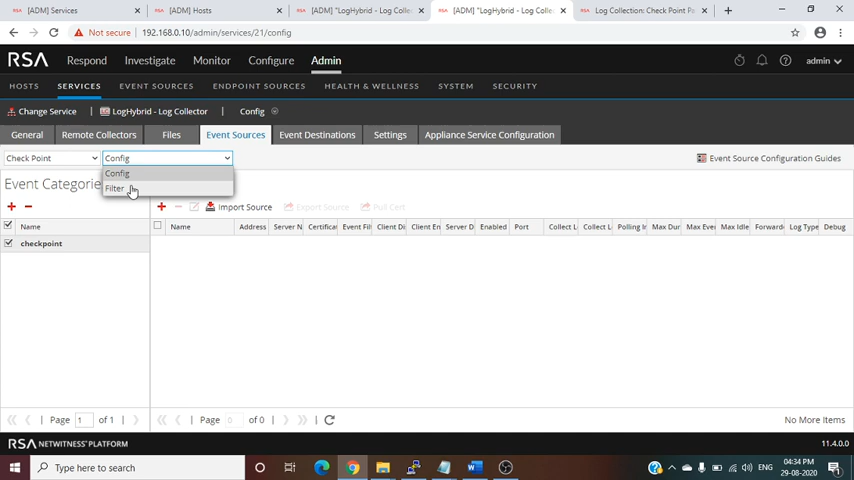 [ADM] Services
[ADM] Hosts
[ADM] "LogHybrid - Log Collec
[ADM] "LogHybrid - Log Collec
Log Collection: Check Point Pa
Not secure | 192.168.0.10/admin/services/21/config
RSA Respond Investigate Monitor Configure Admin admin
HOSTS SERVICES EVENT SOURCES ENDPOINT SOURCES HEALTH & WELLNESS SYSTEM SECURITY
Change Service | LogHybrid - Log Collector | Config
General Remote Collectors Files Event Sources Event Destinations Settings Appliance Service Configuration
Check Point Config Event Source Configuration Guides
Config
Filter
Event Categorie
Import Source Export Source Pull Cert
Name
checkpoint
Name Address Server N Certifica Event Filt Client Di Client En Server D Enabled Port Collect L Collect L Polling In Max Dur Max Eve Max Idle Forward Log Type Debug
Page 1 of 1
Page 0 of 0
No More Items
RSA NETWITNESS PLATFORM 11.4.0.0
Type here to search
ENG
04:34 PM
29-08-2020